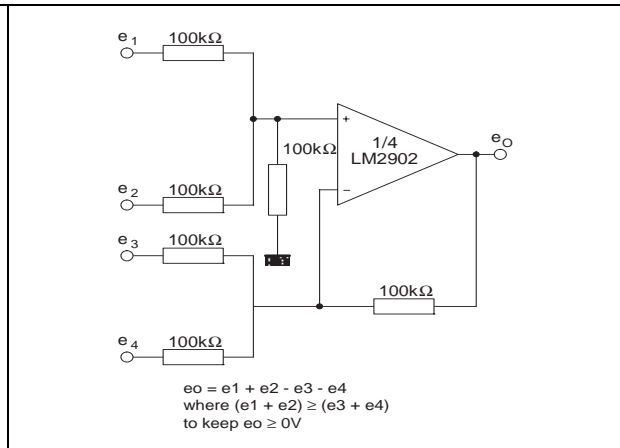 e1
100kΩ
100kΩ
1/4
LM2902
+
-
eO
e2
100kΩ
e3
100kΩ
100kΩ
e4
100kΩ
eo = e1 + e2 - e3 - e4
where (e1 + e2) ≥ (e3 + e4)
to keep eo ≥ 0V